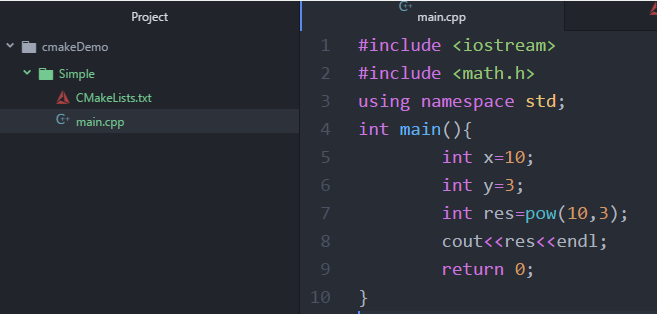 Project
cmakeDemo
Simple
CMakeLists.txt
main.cpp
main.cpp
1 #include <iostream>
2 #include <math.h>
3 using namespace std;
4 int main(){
5 int x=10;
6 int y=3;
7 int res=pow(10,3);
8 cout<<res<<endl;
9 return 0;
10 }